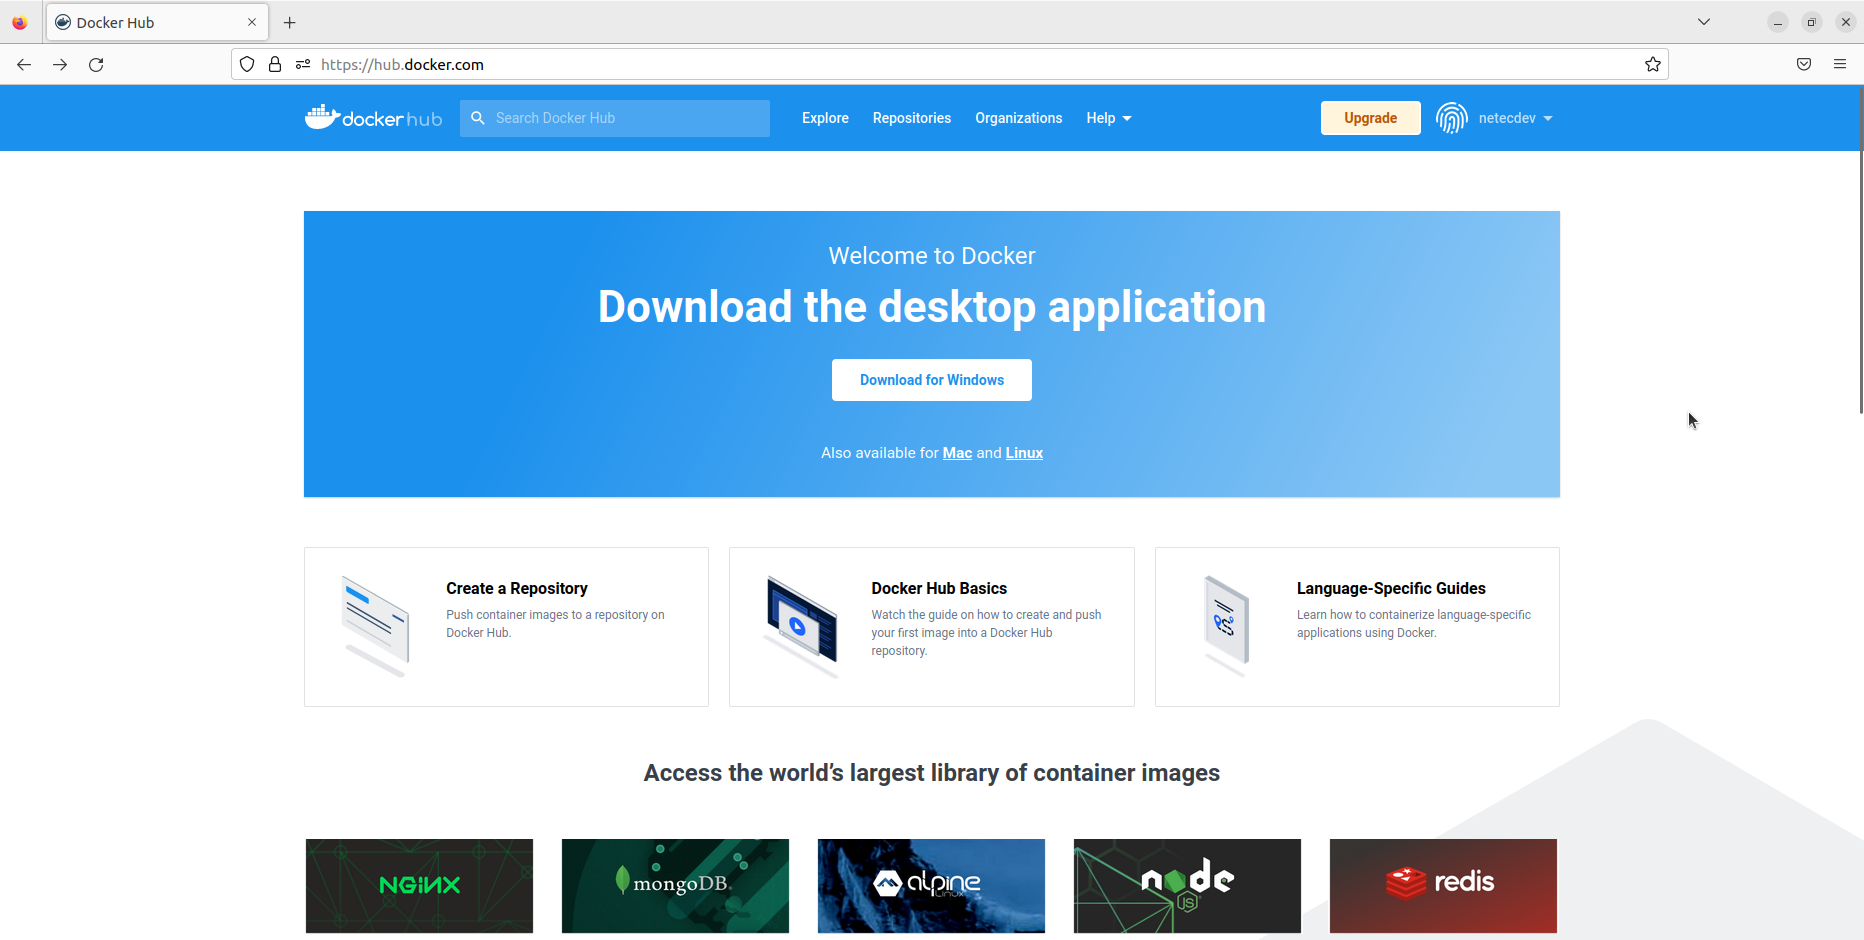 Docker Hub
https://hub.docker.com
docker hub
Search Docker Hub
Explore
Repositories
Organizations
Help
Upgrade
netecdev
Welcome to Docker
Download the desktop application
Download for Windows
Also available for Mac and Linux
Create a Repository
Push container images to a repository on
Docker Hub.
Docker Hub Basics
Watch the guide on how to create and push
your first image into a Docker Hub
repository.
Language-Specific Guides
Learn how to containerize language-specific
applications using Docker.
Access the world’s largest library of container images
NGINX
mongoDB.
alpine
Linux
node
JS
redis